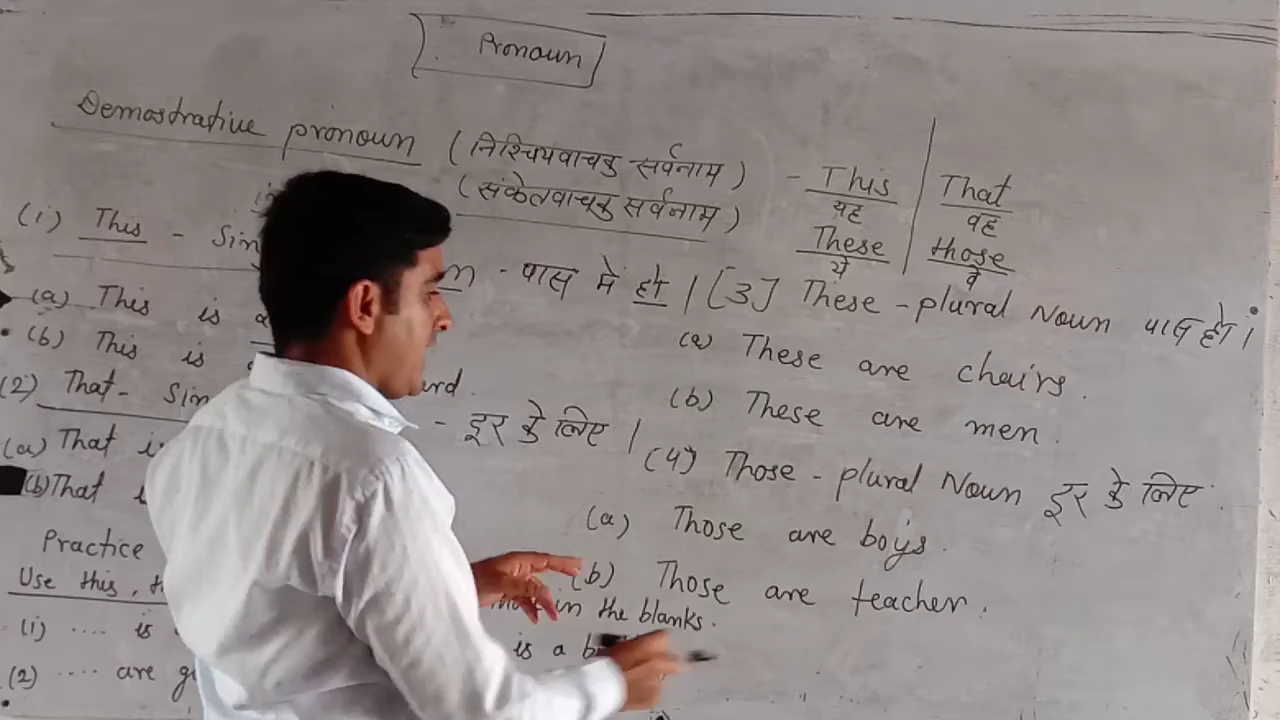 Pronoun
Demostrative pronoun (निश्चियवाचक सर्वनाम) - This | That
(संकेतवाचक सर्वनाम) यह | वह
These | those
ये | वे
(i) This - Sin
पास मे हो |
(a) This is a
(b) This is
(2) That - Sin
- दूर के लिए |
(a) That i
(b) That i
[3] These - plural Noun पास हो।
(a) These are chairs.
(b) These are men.
(4) Those - plural Noun दूर के लिए.
(a) Those are boys.
(b) Those are teacher.
Practice
Use this, th
in the blanks.
(1) .... is
is a b
(2) .... are g